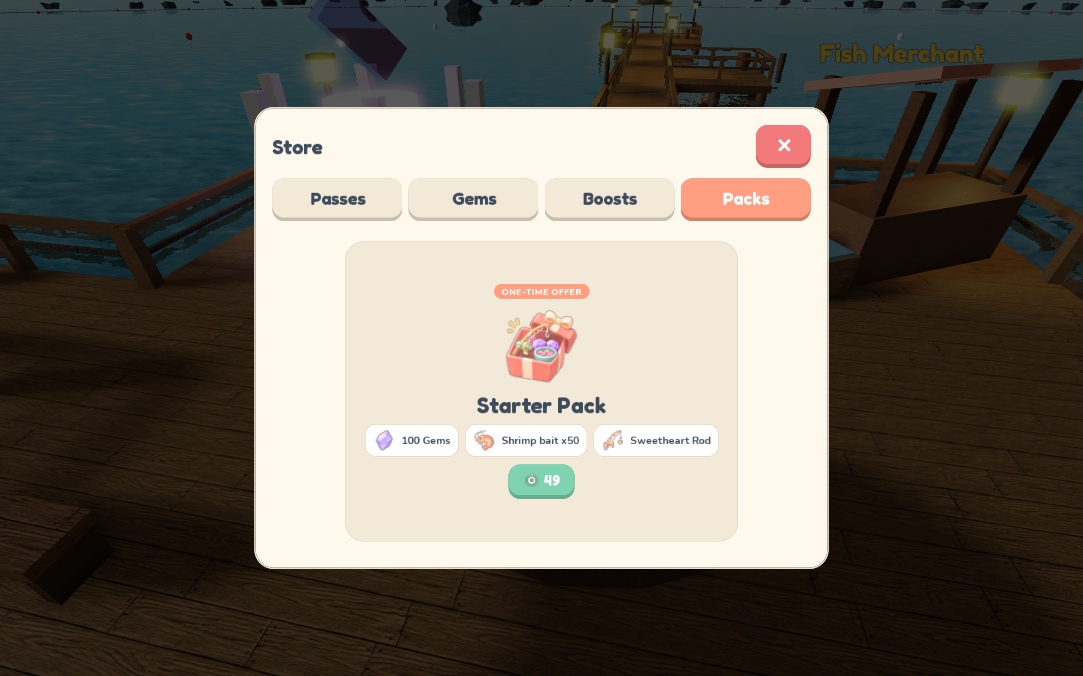 Fish Merchant
Store
Passes
Gems
Boosts
Packs
ONE-TIME OFFER
Starter Pack
100 Gems
Shrimp bait x50
Sweetheart Rod
49